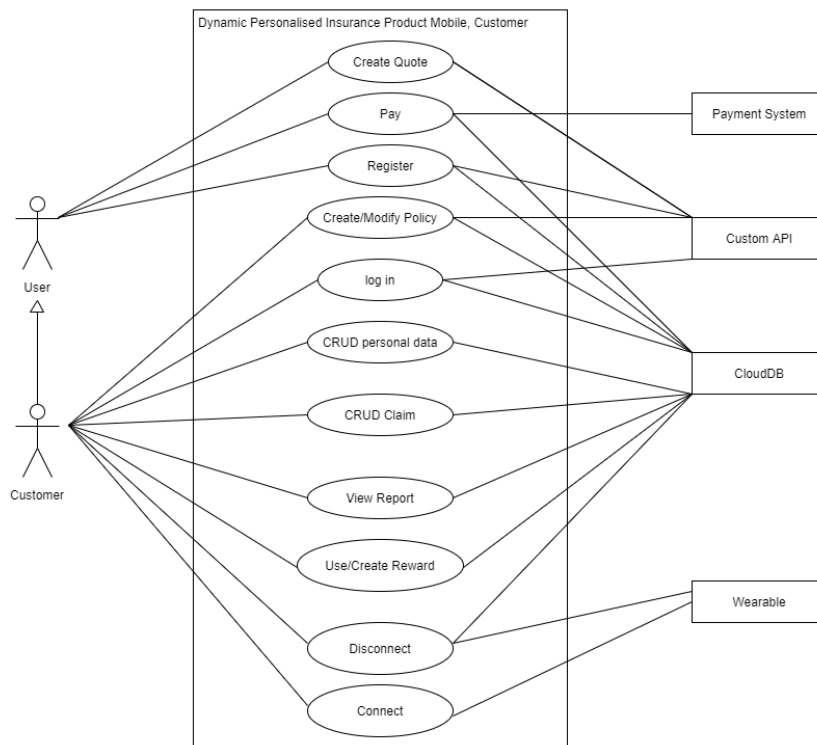 Dynamic Personalised Insurance Product Mobile, Customer
Create Quote
Pay
Payment System
Register
Create/Modify Policy
Custom API
log in
User
CRUD personal data
CloudDB
CRUD Claim
Customer
View Report
Use/Create Reward
Wearable
Disconnect
Connect